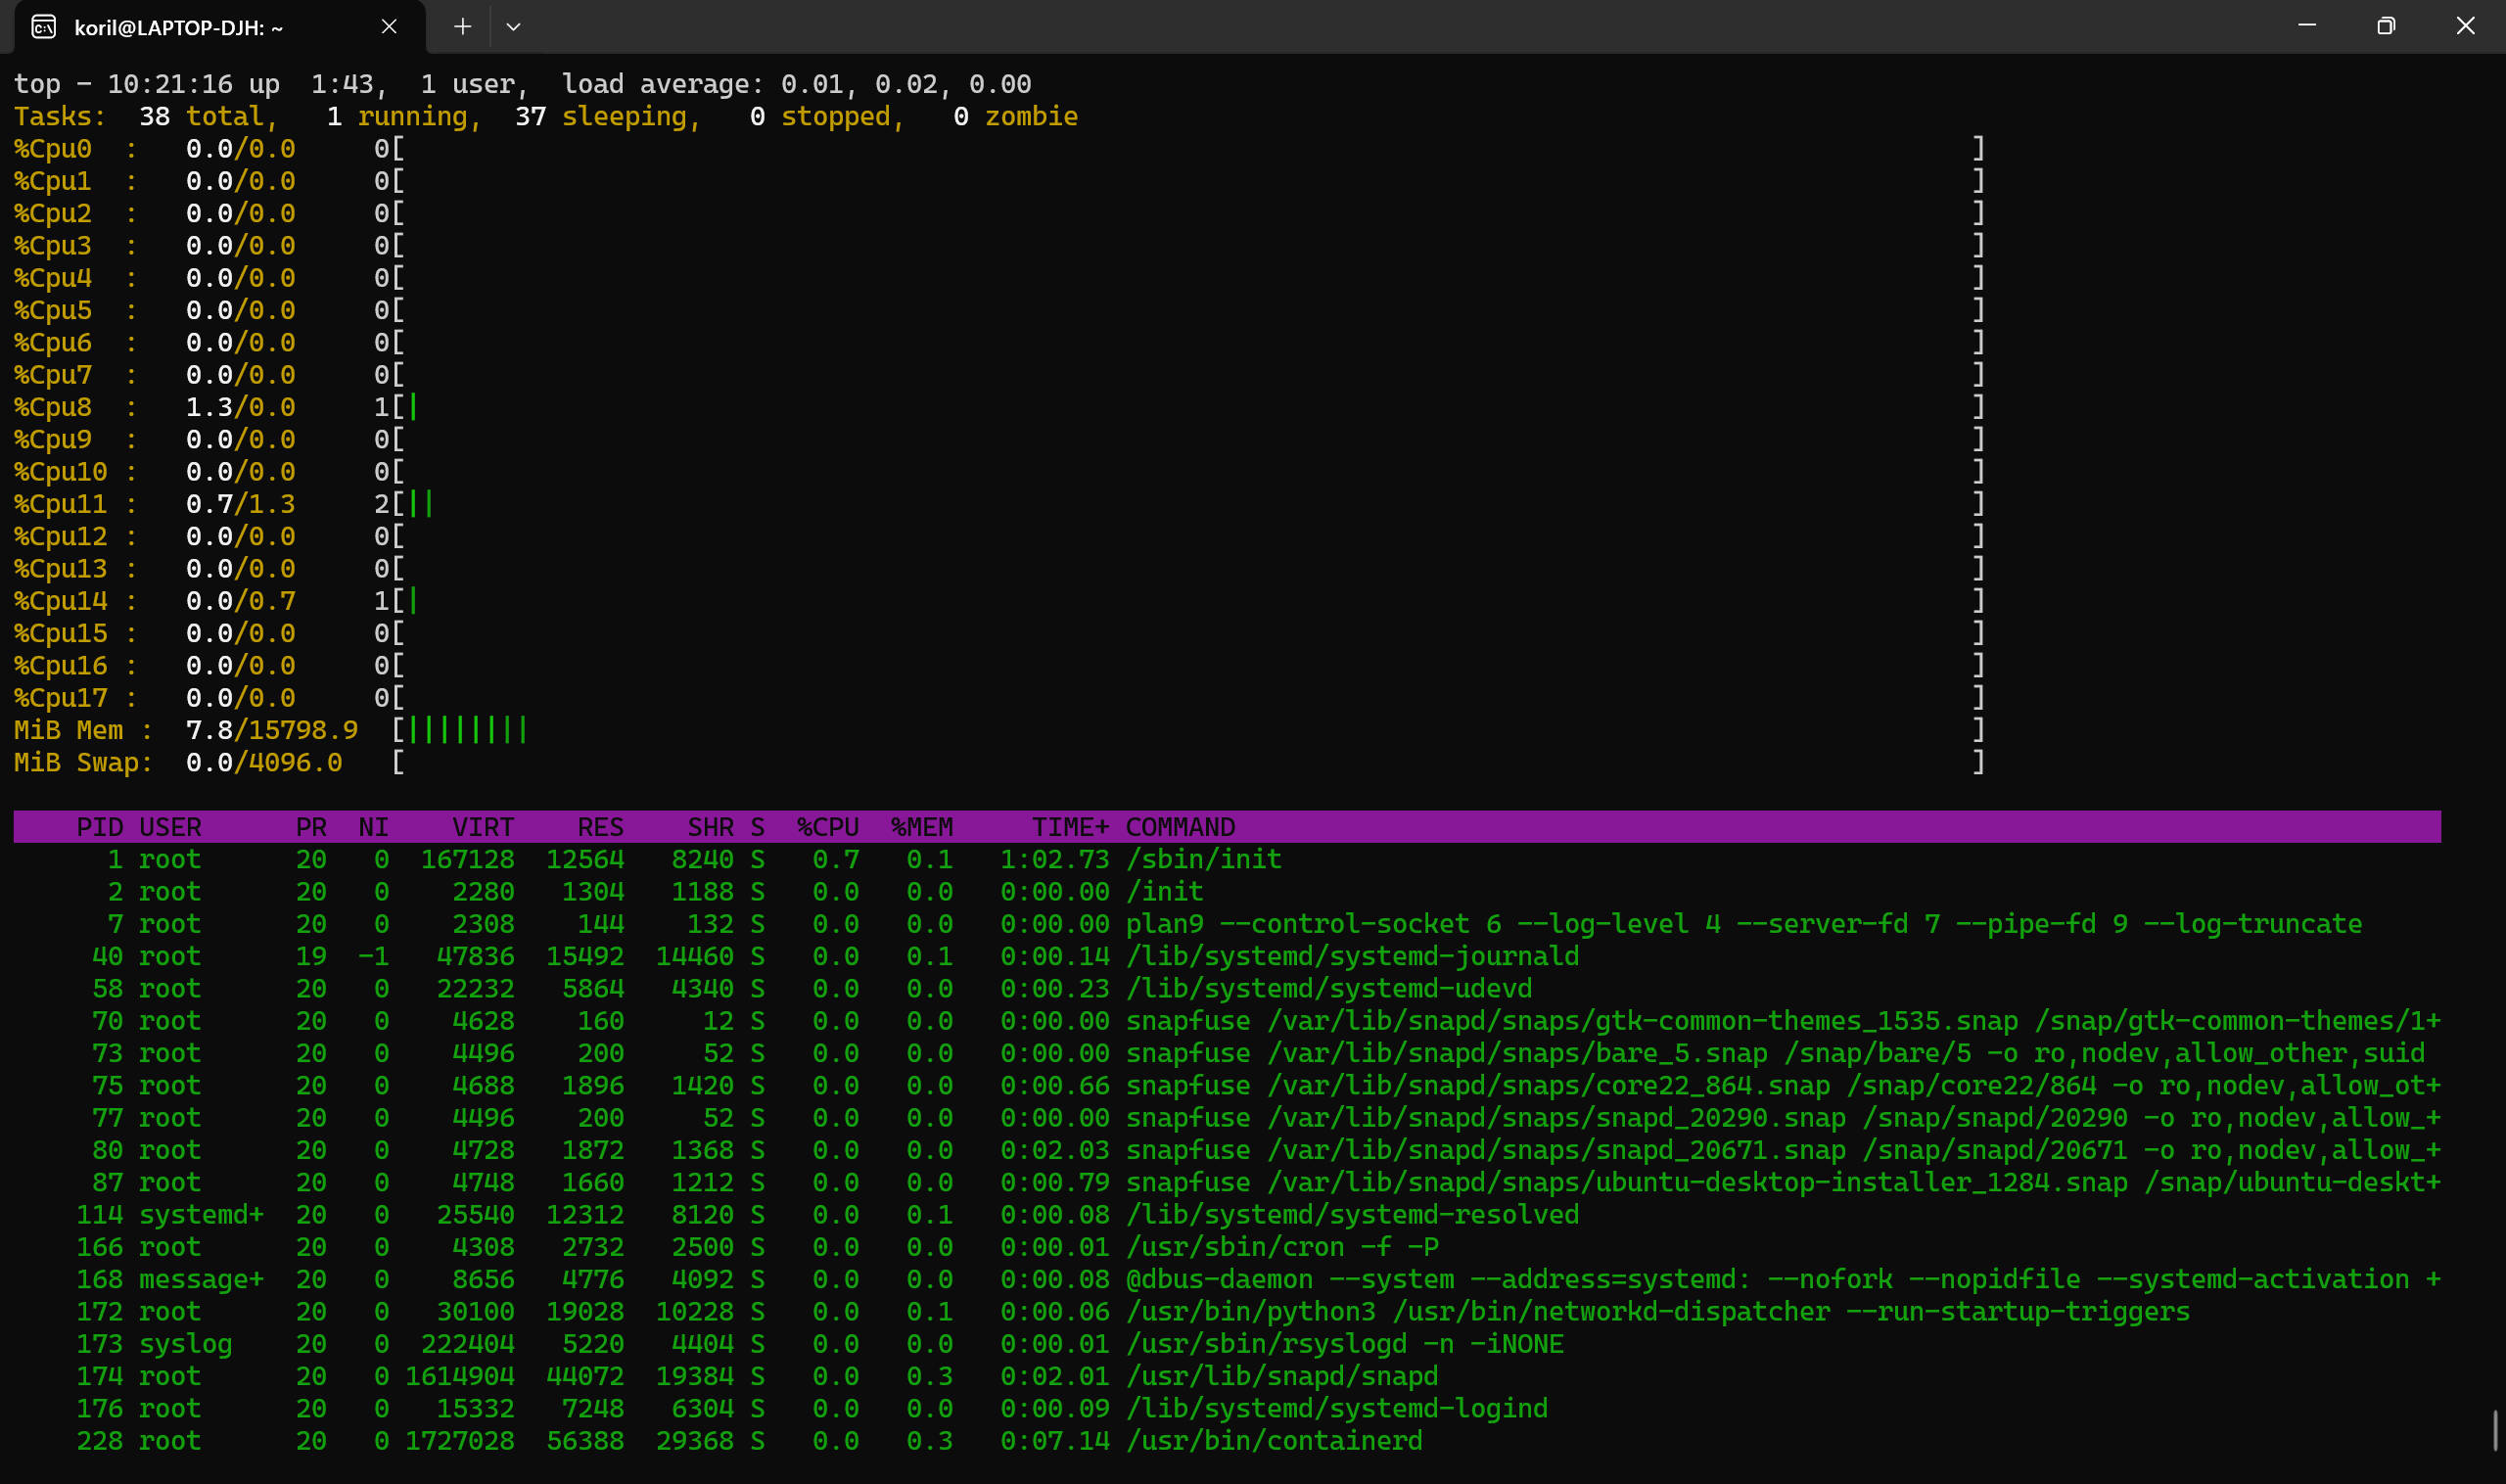 koril@LAPTOP-DJH: ~
top - 10:21:16 up  1:43,  1 user,  load average: 0.01, 0.02, 0.00
Tasks:  38 total,   1 running,  37 sleeping,   0 stopped,   0 zombie
%Cpu0  :   0.0/0.0     0[                                                                                                    ]
%Cpu1  :   0.0/0.0     0[                                                                                                    ]
%Cpu2  :   0.0/0.0     0[                                                                                                    ]
%Cpu3  :   0.0/0.0     0[                                                                                                    ]
%Cpu4  :   0.0/0.0     0[                                                                                                    ]
%Cpu5  :   0.0/0.0     0[                                                                                                    ]
%Cpu6  :   0.0/0.0     0[                                                                                                    ]
%Cpu7  :   0.0/0.0     0[                                                                                                    ]
%Cpu8  :   1.3/0.0     1[|                                                                                                   ]
%Cpu9  :   0.0/0.0     0[                                                                                                    ]
%Cpu10 :   0.0/0.0     0[                                                                                                    ]
%Cpu11 :   0.7/1.3     2[||                                                                                                  ]
%Cpu12 :   0.0/0.0     0[                                                                                                    ]
%Cpu13 :   0.0/0.0     0[                                                                                                    ]
%Cpu14 :   0.0/0.7     1[|                                                                                                   ]
%Cpu15 :   0.0/0.0     0[                                                                                                    ]
%Cpu16 :   0.0/0.0     0[                                                                                                    ]
%Cpu17 :   0.0/0.0     0[                                                                                                    ]
MiB Mem :  7.8/15798.9  [||||||||                                                                                            ]
MiB Swap:  0.0/4096.0   [                                                                                                    ]
PID USER      PR  NI    VIRT    RES    SHR S  %CPU  %MEM     TIME+ COMMAND
1 root      20   0  167128  12564   8240 S   0.7   0.1   1:02.73 /sbin/init
2 root      20   0    2280   1304   1188 S   0.0   0.0   0:00.00 /init
7 root      20   0    2308    144    132 S   0.0   0.0   0:00.00 plan9 --control-socket 6 --log-level 4 --server-fd 7 --pipe-fd 9 --log-truncate
40 root      19  -1   47836  15492  14460 S   0.0   0.1   0:00.14 /lib/systemd/systemd-journald
58 root      20   0   22232   5864   4340 S   0.0   0.0   0:00.23 /lib/systemd/systemd-udevd
70 root      20   0    4628    160     12 S   0.0   0.0   0:00.00 snapfuse /var/lib/snapd/snaps/gtk-common-themes_1535.snap /snap/gtk-common-themes/1+
73 root      20   0    4496    200     52 S   0.0   0.0   0:00.00 snapfuse /var/lib/snapd/snaps/bare_5.snap /snap/bare/5 -o ro,nodev,allow_other,suid
75 root      20   0    4688   1896   1420 S   0.0   0.0   0:00.66 snapfuse /var/lib/snapd/snaps/core22_864.snap /snap/core22/864 -o ro,nodev,allow_ot+
77 root      20   0    4496    200     52 S   0.0   0.0   0:00.00 snapfuse /var/lib/snapd/snaps/snapd_20290.snap /snap/snapd/20290 -o ro,nodev,allow_+
80 root      20   0    4728   1872   1368 S   0.0   0.0   0:02.03 snapfuse /var/lib/snapd/snaps/snapd_20671.snap /snap/snapd/20671 -o ro,nodev,allow_+
87 root      20   0    4748   1660   1212 S   0.0   0.0   0:00.79 snapfuse /var/lib/snapd/snaps/ubuntu-desktop-installer_1284.snap /snap/ubuntu-deskt+
114 systemd+  20   0   25540  12312   8120 S   0.0   0.1   0:00.08 /lib/systemd/systemd-resolved
166 root      20   0    4308   2732   2500 S   0.0   0.0   0:00.01 /usr/sbin/cron -f -P
168 message+  20   0    8656   4776   4092 S   0.0   0.0   0:00.08 @dbus-daemon --system --address=systemd: --nofork --nopidfile --systemd-activation +
172 root      20   0   30100  19028  10228 S   0.0   0.1   0:00.06 /usr/bin/python3 /usr/bin/networkd-dispatcher --run-startup-triggers
173 syslog    20   0  222404   5220   4404 S   0.0   0.0   0:00.01 /usr/sbin/rsyslogd -n -iNONE
174 root      20   0 1614904  44072  19384 S   0.0   0.3   0:02.01 /usr/lib/snapd/snapd
176 root      20   0   15332   7248   6304 S   0.0   0.0   0:00.09 /lib/systemd/systemd-logind
228 root      20   0 1727028  56388  29368 S   0.0   0.3   0:07.14 /usr/bin/containerd